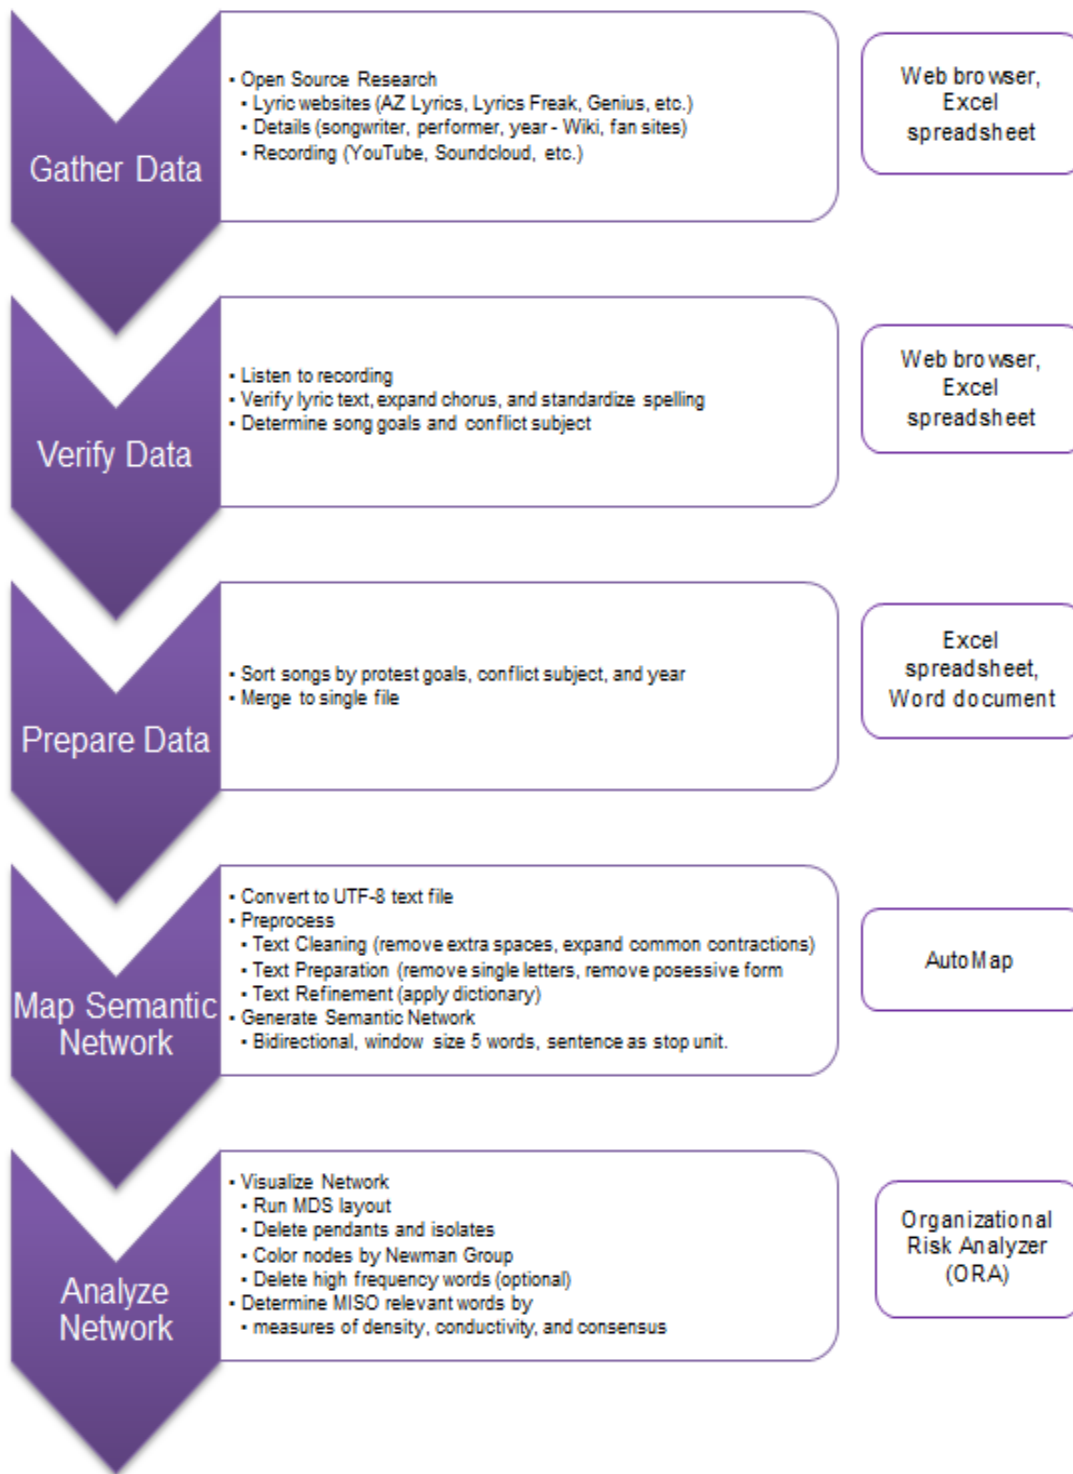 Gather Data
▪ Open Source Research
▪ Lyric websites (AZ Lyrics, Lyrics Freak, Genius, etc.)
▪ Details (songwriter, performer, year - Wiki, fan sites)
▪ Recording (YouTube, Soundcloud, etc.)
Web browser,
Excel
spreadsheet
Verify Data
▪ Listen to recording
▪ Verify lyric text, expand chorus, and standardize spelling
▪ Determine song goals and conflict subject
Web browser,
Excel
spreadsheet
Prepare Data
▪ Sort songs by protest goals, conflict subject, and year
▪ Merge to single file
Excel
spreadsheet,
Word document
Map Semantic
Network
▪ Convert to UTF-8 text file
▪ Preprocess
▪ Text Cleaning (remove extra spaces, expand common contractions)
▪ Text Preparation (remove single letters, remove posessive form
▪ Text Refinement (apply dictionary)
▪ Generate Semantic Network
▪ Bidirectional, window size 5 words, sentence as stop unit.
AutoMap
Analyze
Network
▪ Visualize Network
▪ Run MDS layout
▪ Delete pendants and isolates
▪ Color nodes by Newman Group
▪ Delete high frequency words (optional)
▪ Determine MISO relevant words by
▪ measures of density, conductivity, and consensus
Organizational
Risk Analyzer
(ORA)